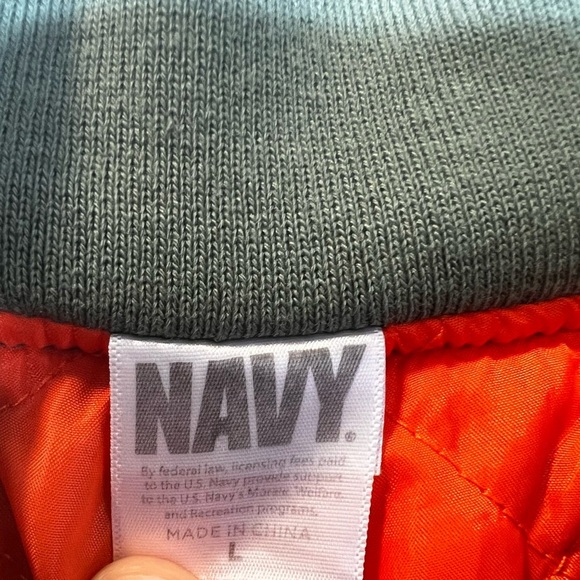 NAVY®
By federal law, licensing fees paid
to the U.S. Navy provide support
to the U.S. Navy's Morale, Welfare,
and Recreation programs.
MADE IN CHINA
L